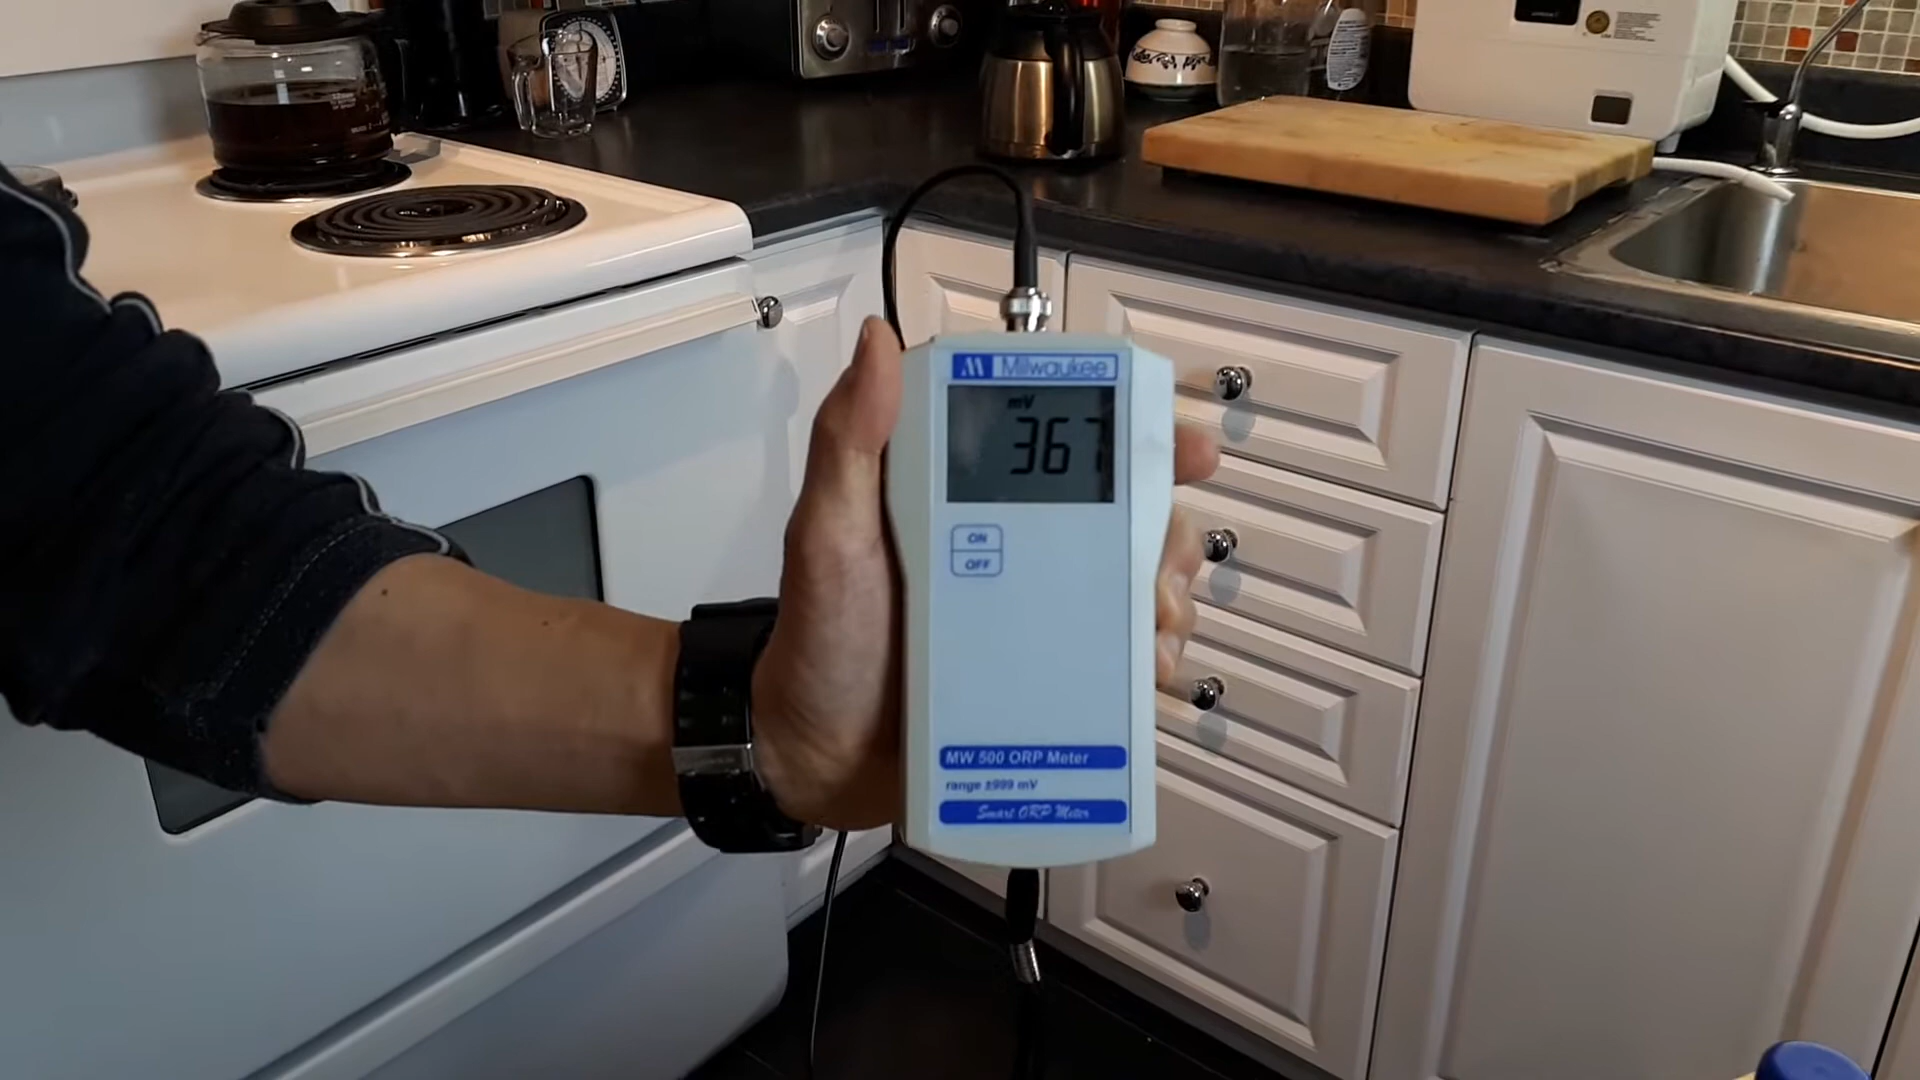 Milwaukee
mV
367
ON
OFF
MW 500 ORP Meter
range ±999 mV
Smart ORP Meter